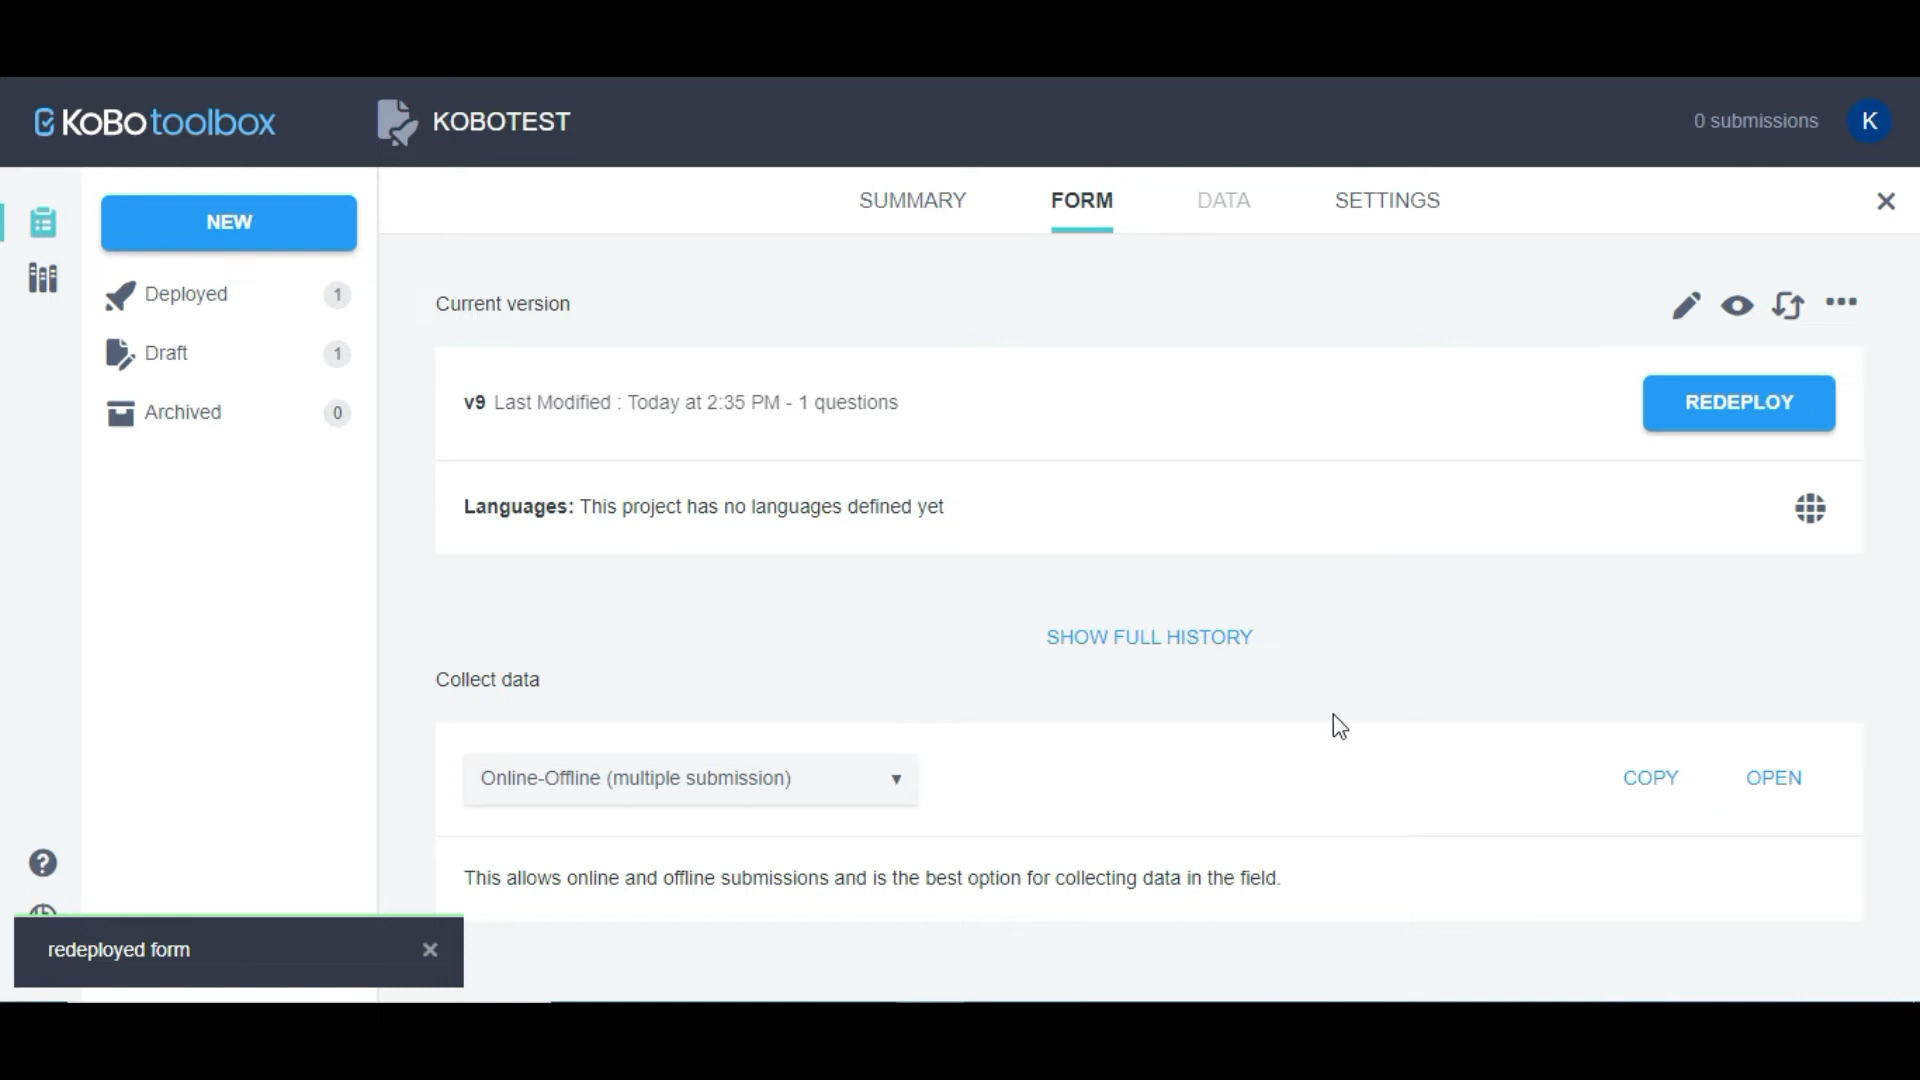 KoBo toolbox
KOBOTEST
0 submissions
K
NEW
SUMMARY
FORM
DATA
SETTINGS
Deployed 1
Draft 1
Archived 0
Current version
v9 Last Modified : Today at 2:35 PM - 1 questions
REDEPLOY
Languages: This project has no languages defined yet
SHOW FULL HISTORY
Collect data
Online-Offline (multiple submission)
COPY
OPEN
This allows online and offline submissions and is the best option for collecting data in the field.
redeployed form